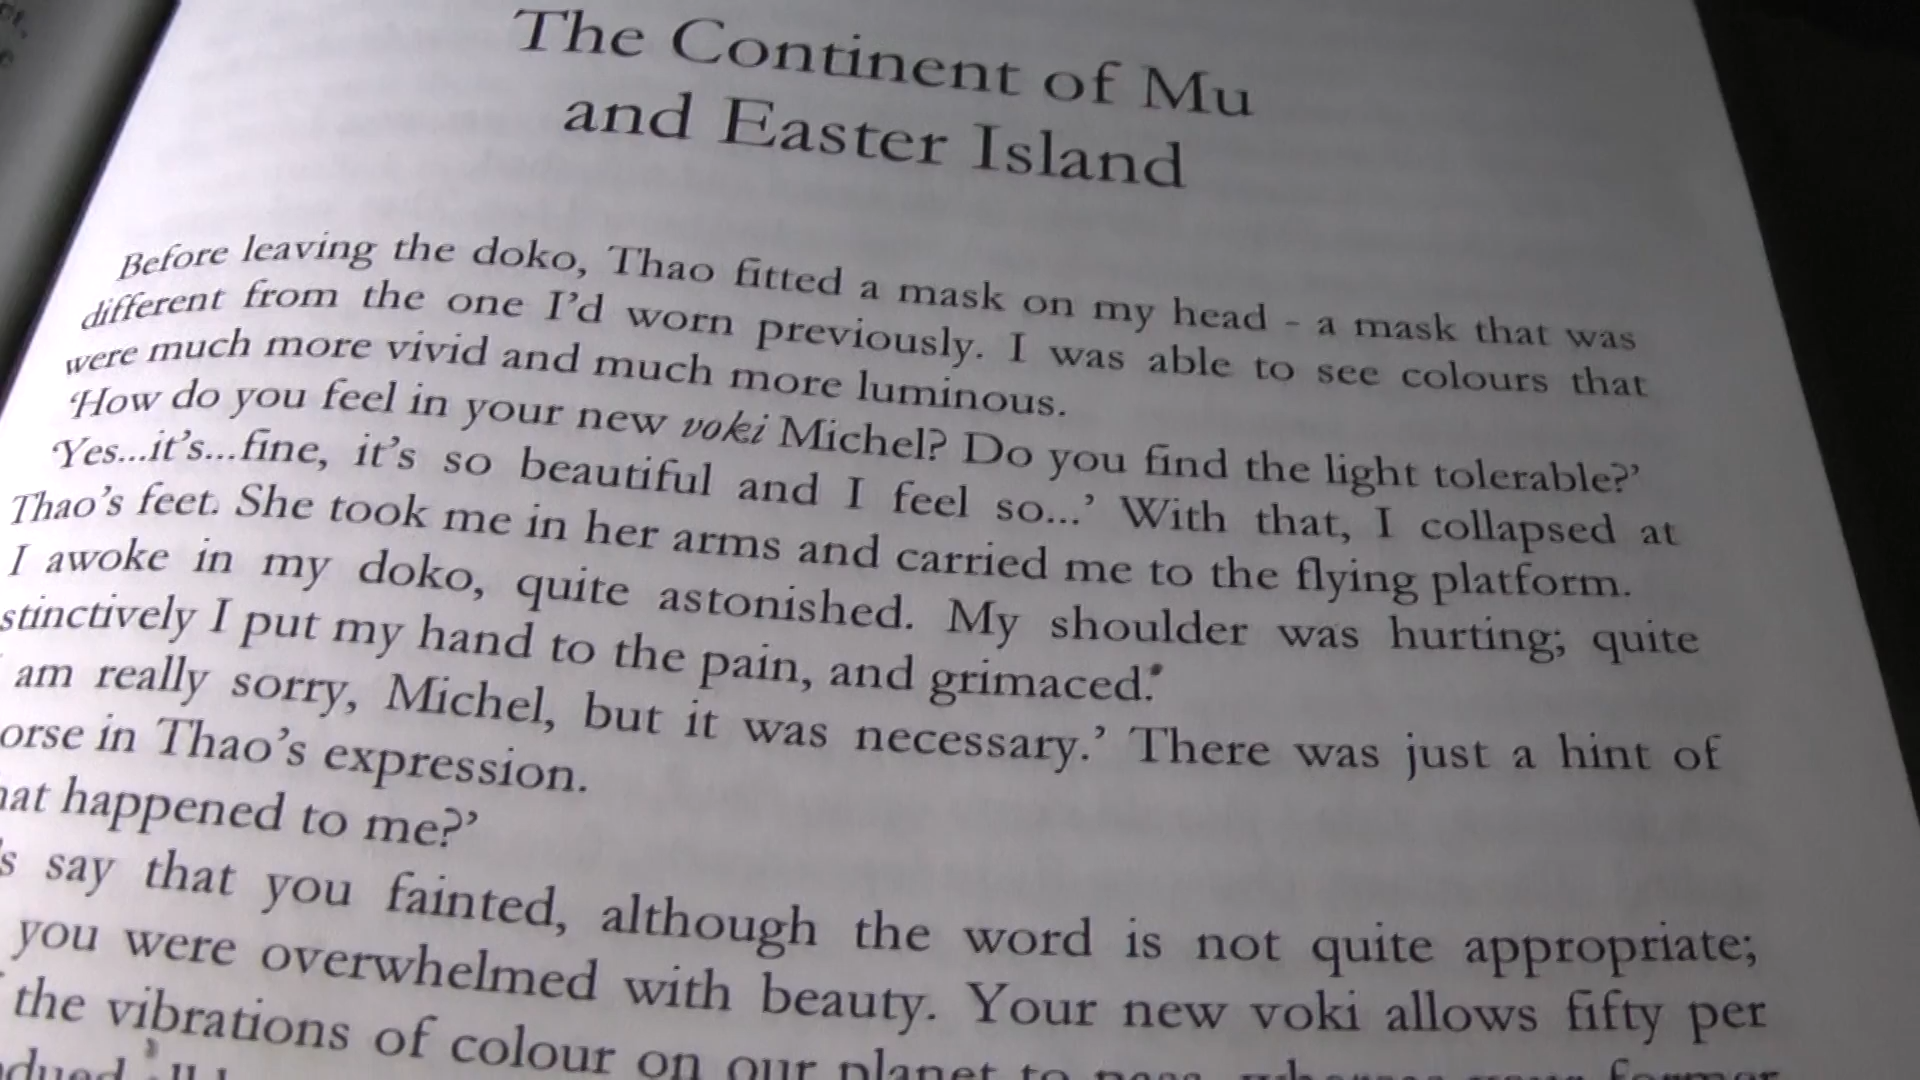 The Continent of Mu
and Easter Island
Before leaving the doko, Thao fitted a mask on my head - a mask that was
different from the one I'd worn previously. I was able to see colours that
were much more vivid and much more luminous.
'How do you feel in your new voki Michel? Do you find the light tolerable?'
'Yes...it's...fine, it's so beautiful and I feel so...' With that, I collapsed at
Thao's feet. She took me in her arms and carried me to the flying platform.
I awoke in my doko, quite astonished. My shoulder was hurting; quite
stinctively I put my hand to the pain, and grimaced.
am really sorry, Michel, but it was necessary.' There was just a hint of
orse in Thao's expression.
hat happened to me?'
s say that you fainted, although the word is not quite appropriate;
you were overwhelmed with beauty. Your new voki allows fifty per
the vibrations of colour on our planet to pass, whereas your former